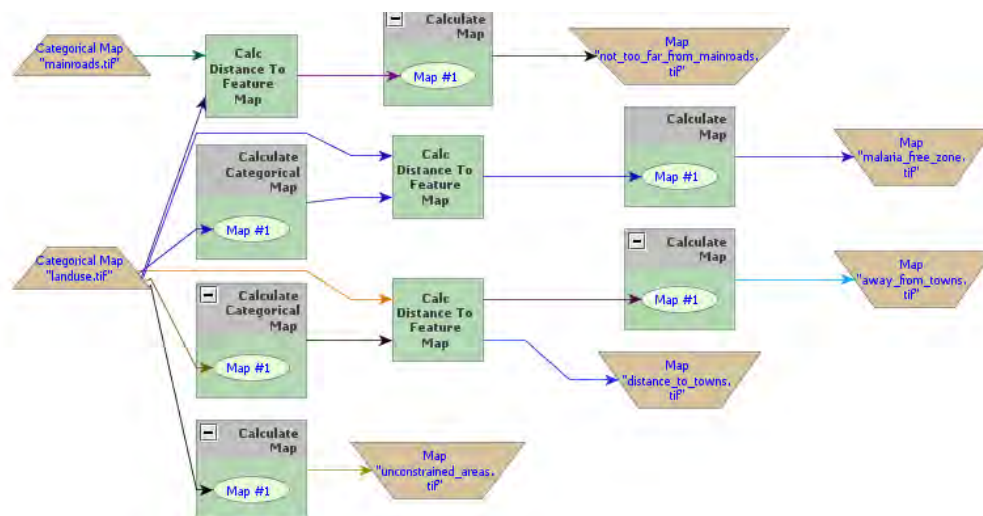 Categorical Map
"mainroads.tif"
Calc
Distance To
Feature
Map
Calculate
Map
Map #1
Map
"not_too_far_from_mainroads.
tif"
Calculate
Categorical
Map
Map #1
Calc
Distance To
Feature
Map
Calculate
Map
Map #1
Map
"malaria_free_zone.
tif"
Categorical Map
"landuse.tif"
Calculate
Categorical
Map
Map #1
Calc
Distance To
Feature
Map
Calculate
Map
Map #1
Map
"away_from_towns.
tif"
Map
"distance_to_towns.
tif"
Calculate
Map
Map #1
Map
"unconstrained_areas.
tif"